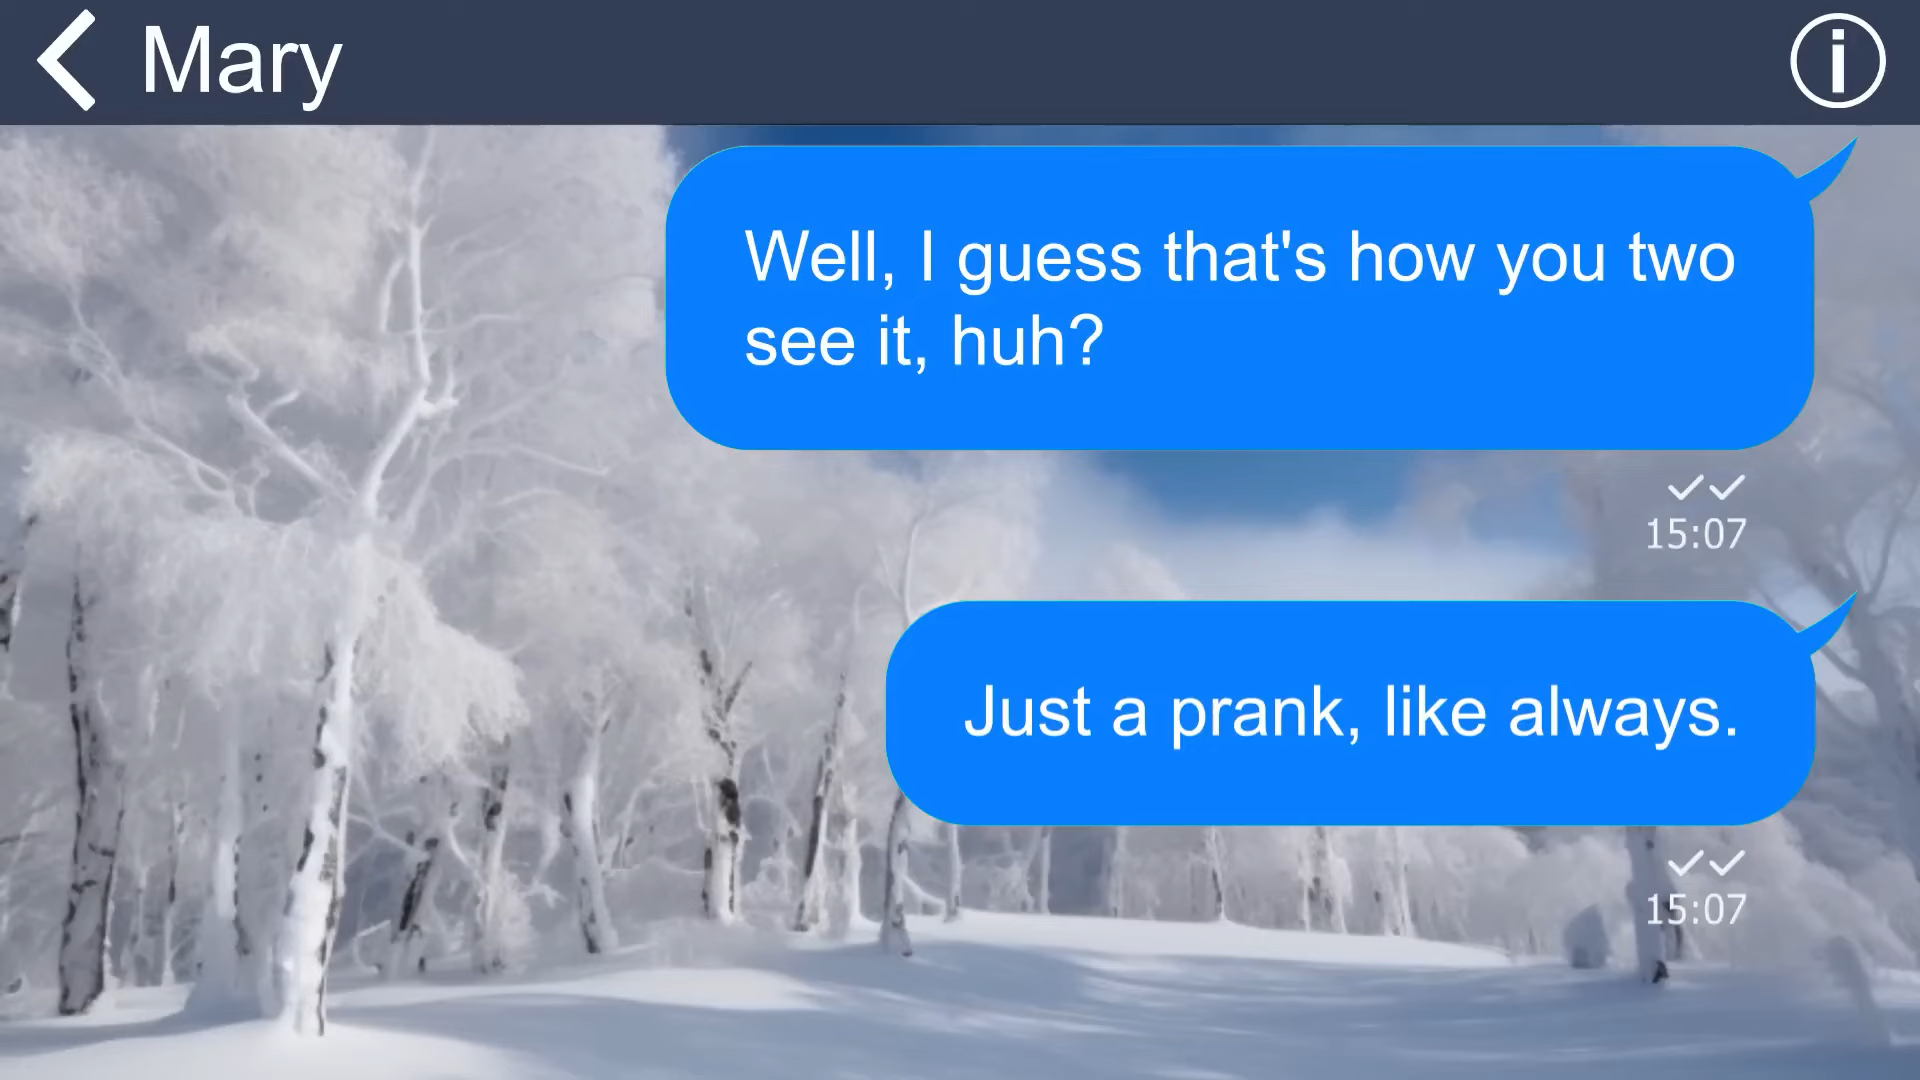 Mary
Well, I guess that's how you two
see it, huh?
15:07
Just a prank, like always.
15:07